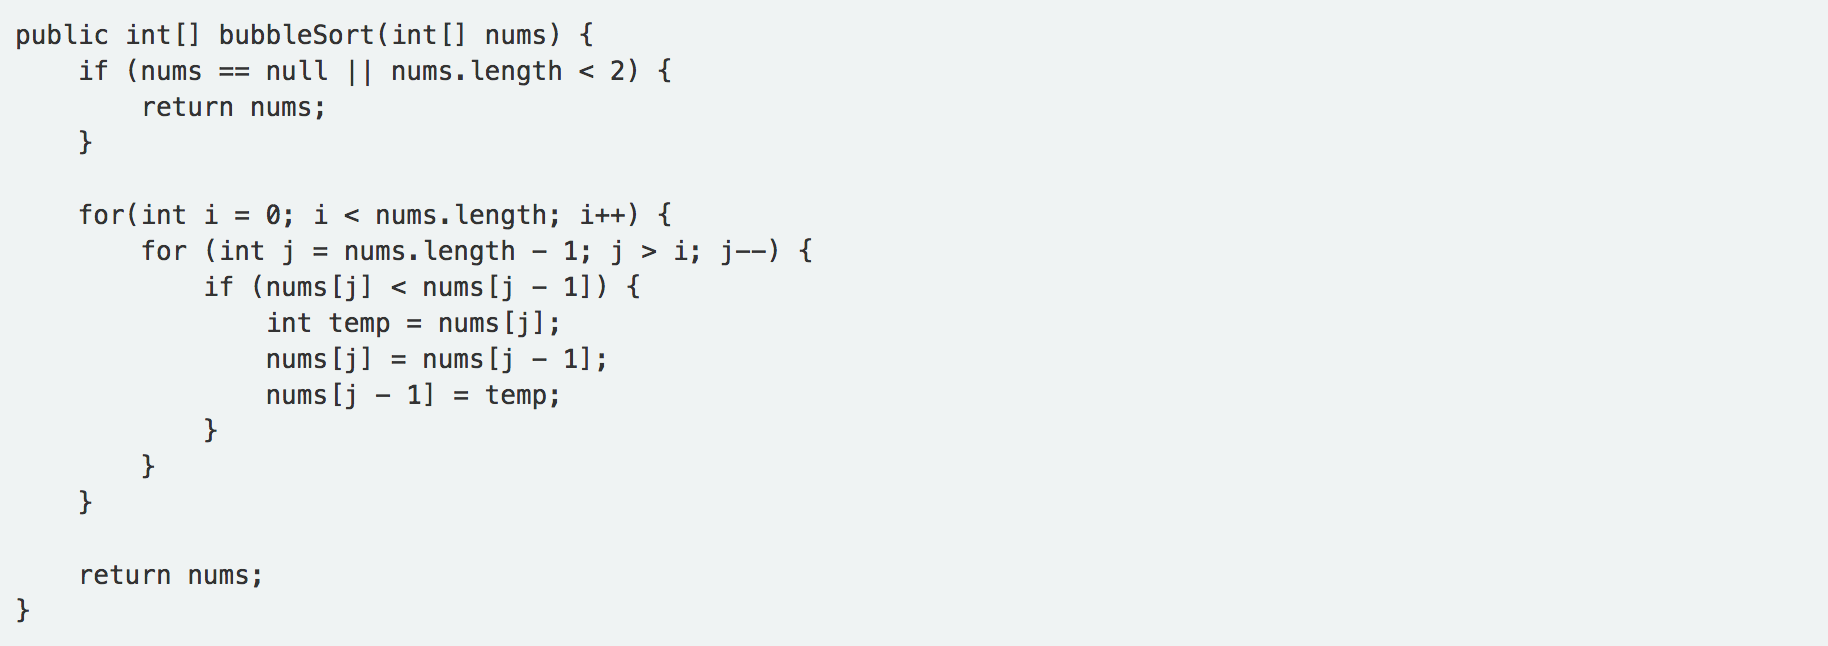 public int[] bubbleSort(int[] nums) {
    if (nums == null || nums.length < 2) {
        return nums;
    }

    for(int i = 0; i < nums.length; i++) {
        for (int j = nums.length - 1; j > i; j--) {
            if (nums[j] < nums[j - 1]) {
                int temp = nums[j];
                nums[j] = nums[j - 1];
                nums[j - 1] = temp;
            }
        }
    }

    return nums;
}